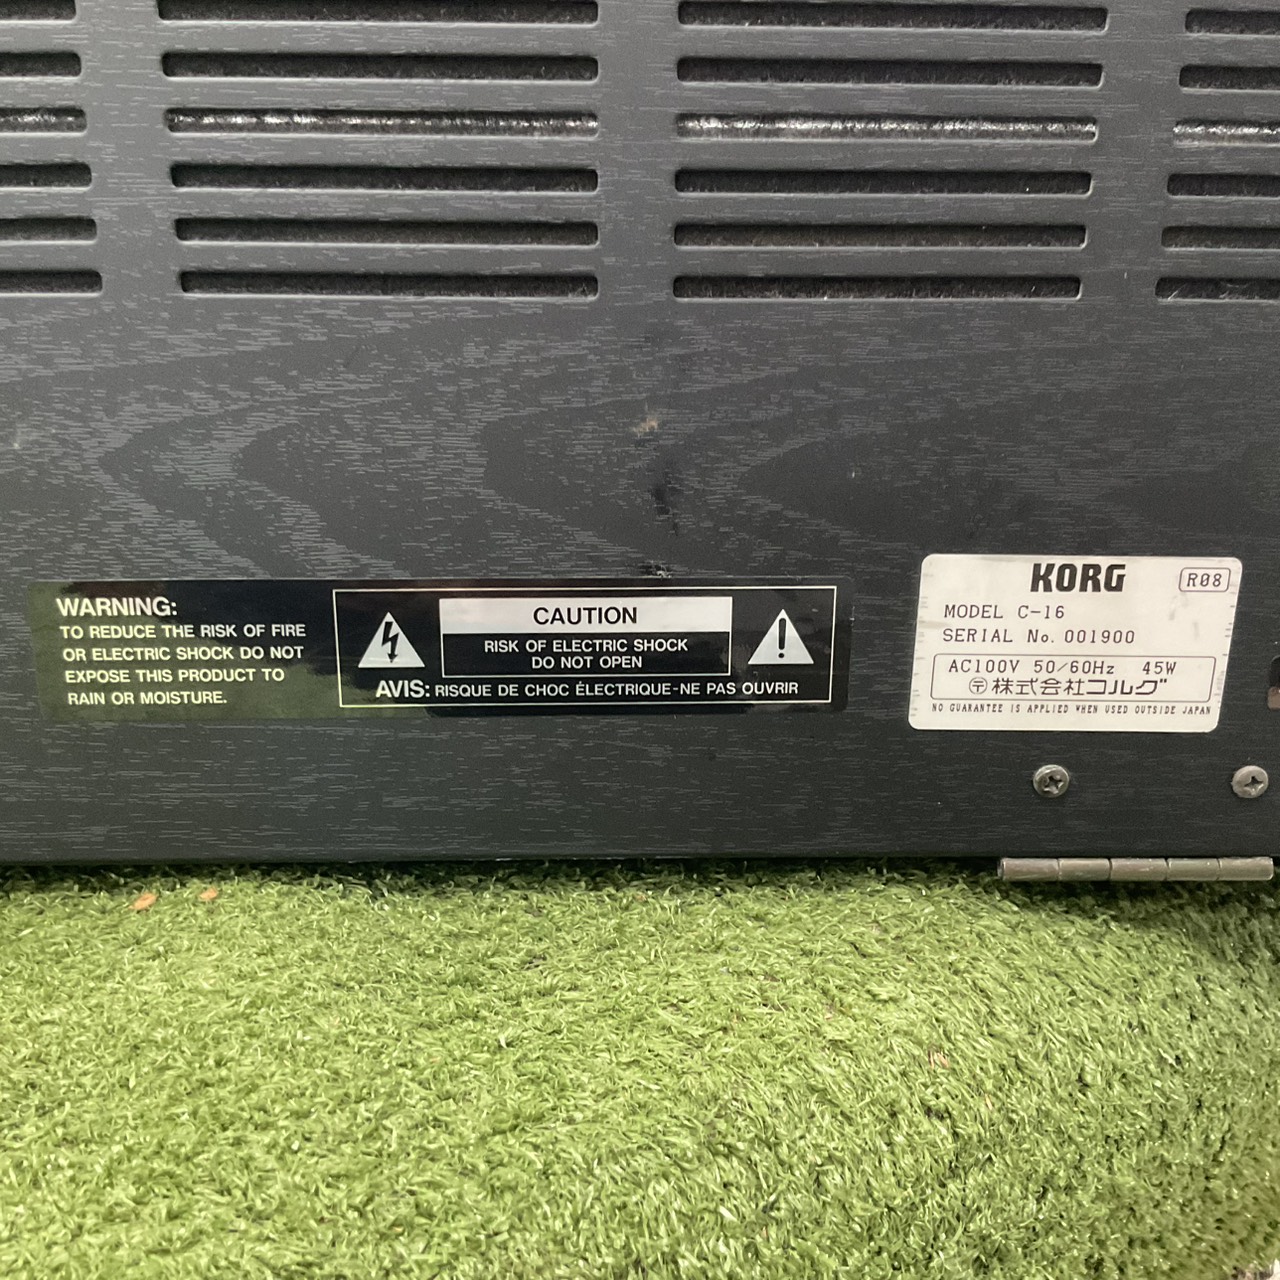 WARNING:
TO REDUCE THE RISK OF FIRE
OR ELECTRIC SHOCK DO NOT
EXPOSE THIS PRODUCT TO
RAIN OR MOISTURE.
CAUTION
RISK OF ELECTRIC SHOCK
DO NOT OPEN
AVIS: RISQUE DE CHOC ÉLECTRIQUE-NE PAS OUVRIR
KORG R08
MODEL C-16
SERIAL No. 001900
AC100V 50/60Hz 45W
〶株式会社コルグ
NO GUARANTEE IS APPLIED WHEN USED OUTSIDE JAPAN